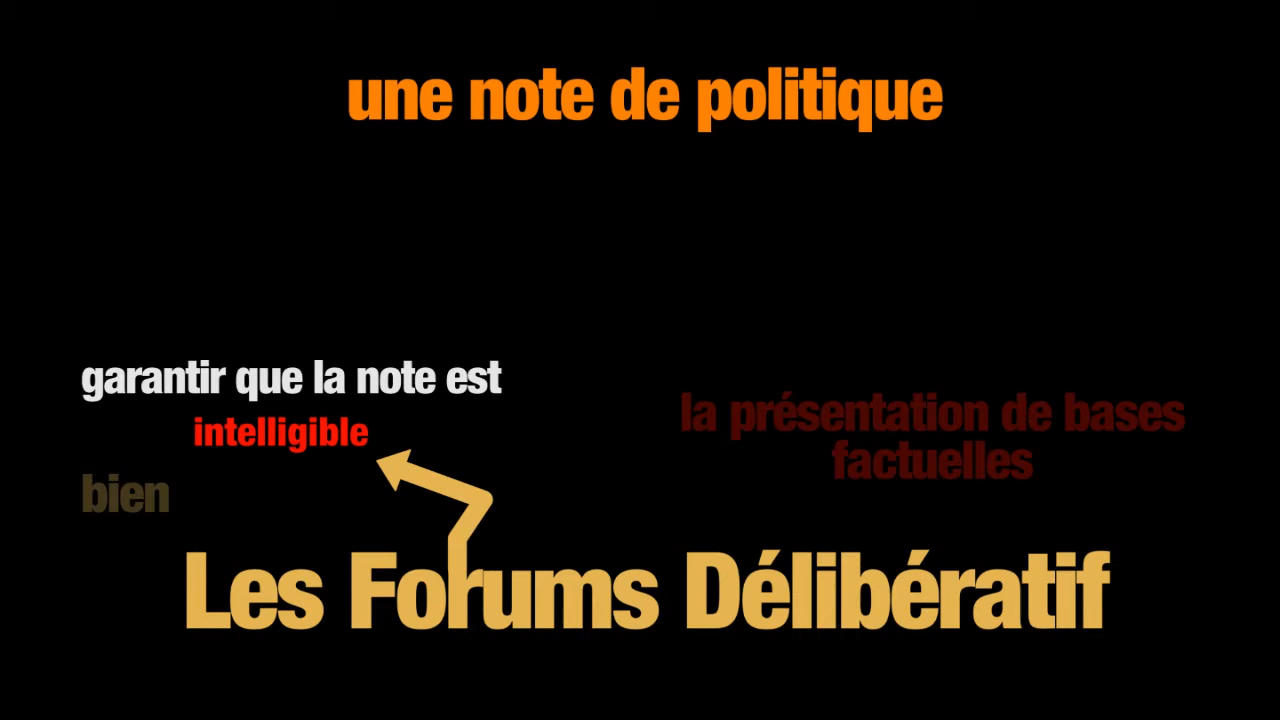 une note de politique
garantir que la note est
intelligible
la présentation de bases
factuelles
bien
Les Forums Délibératif